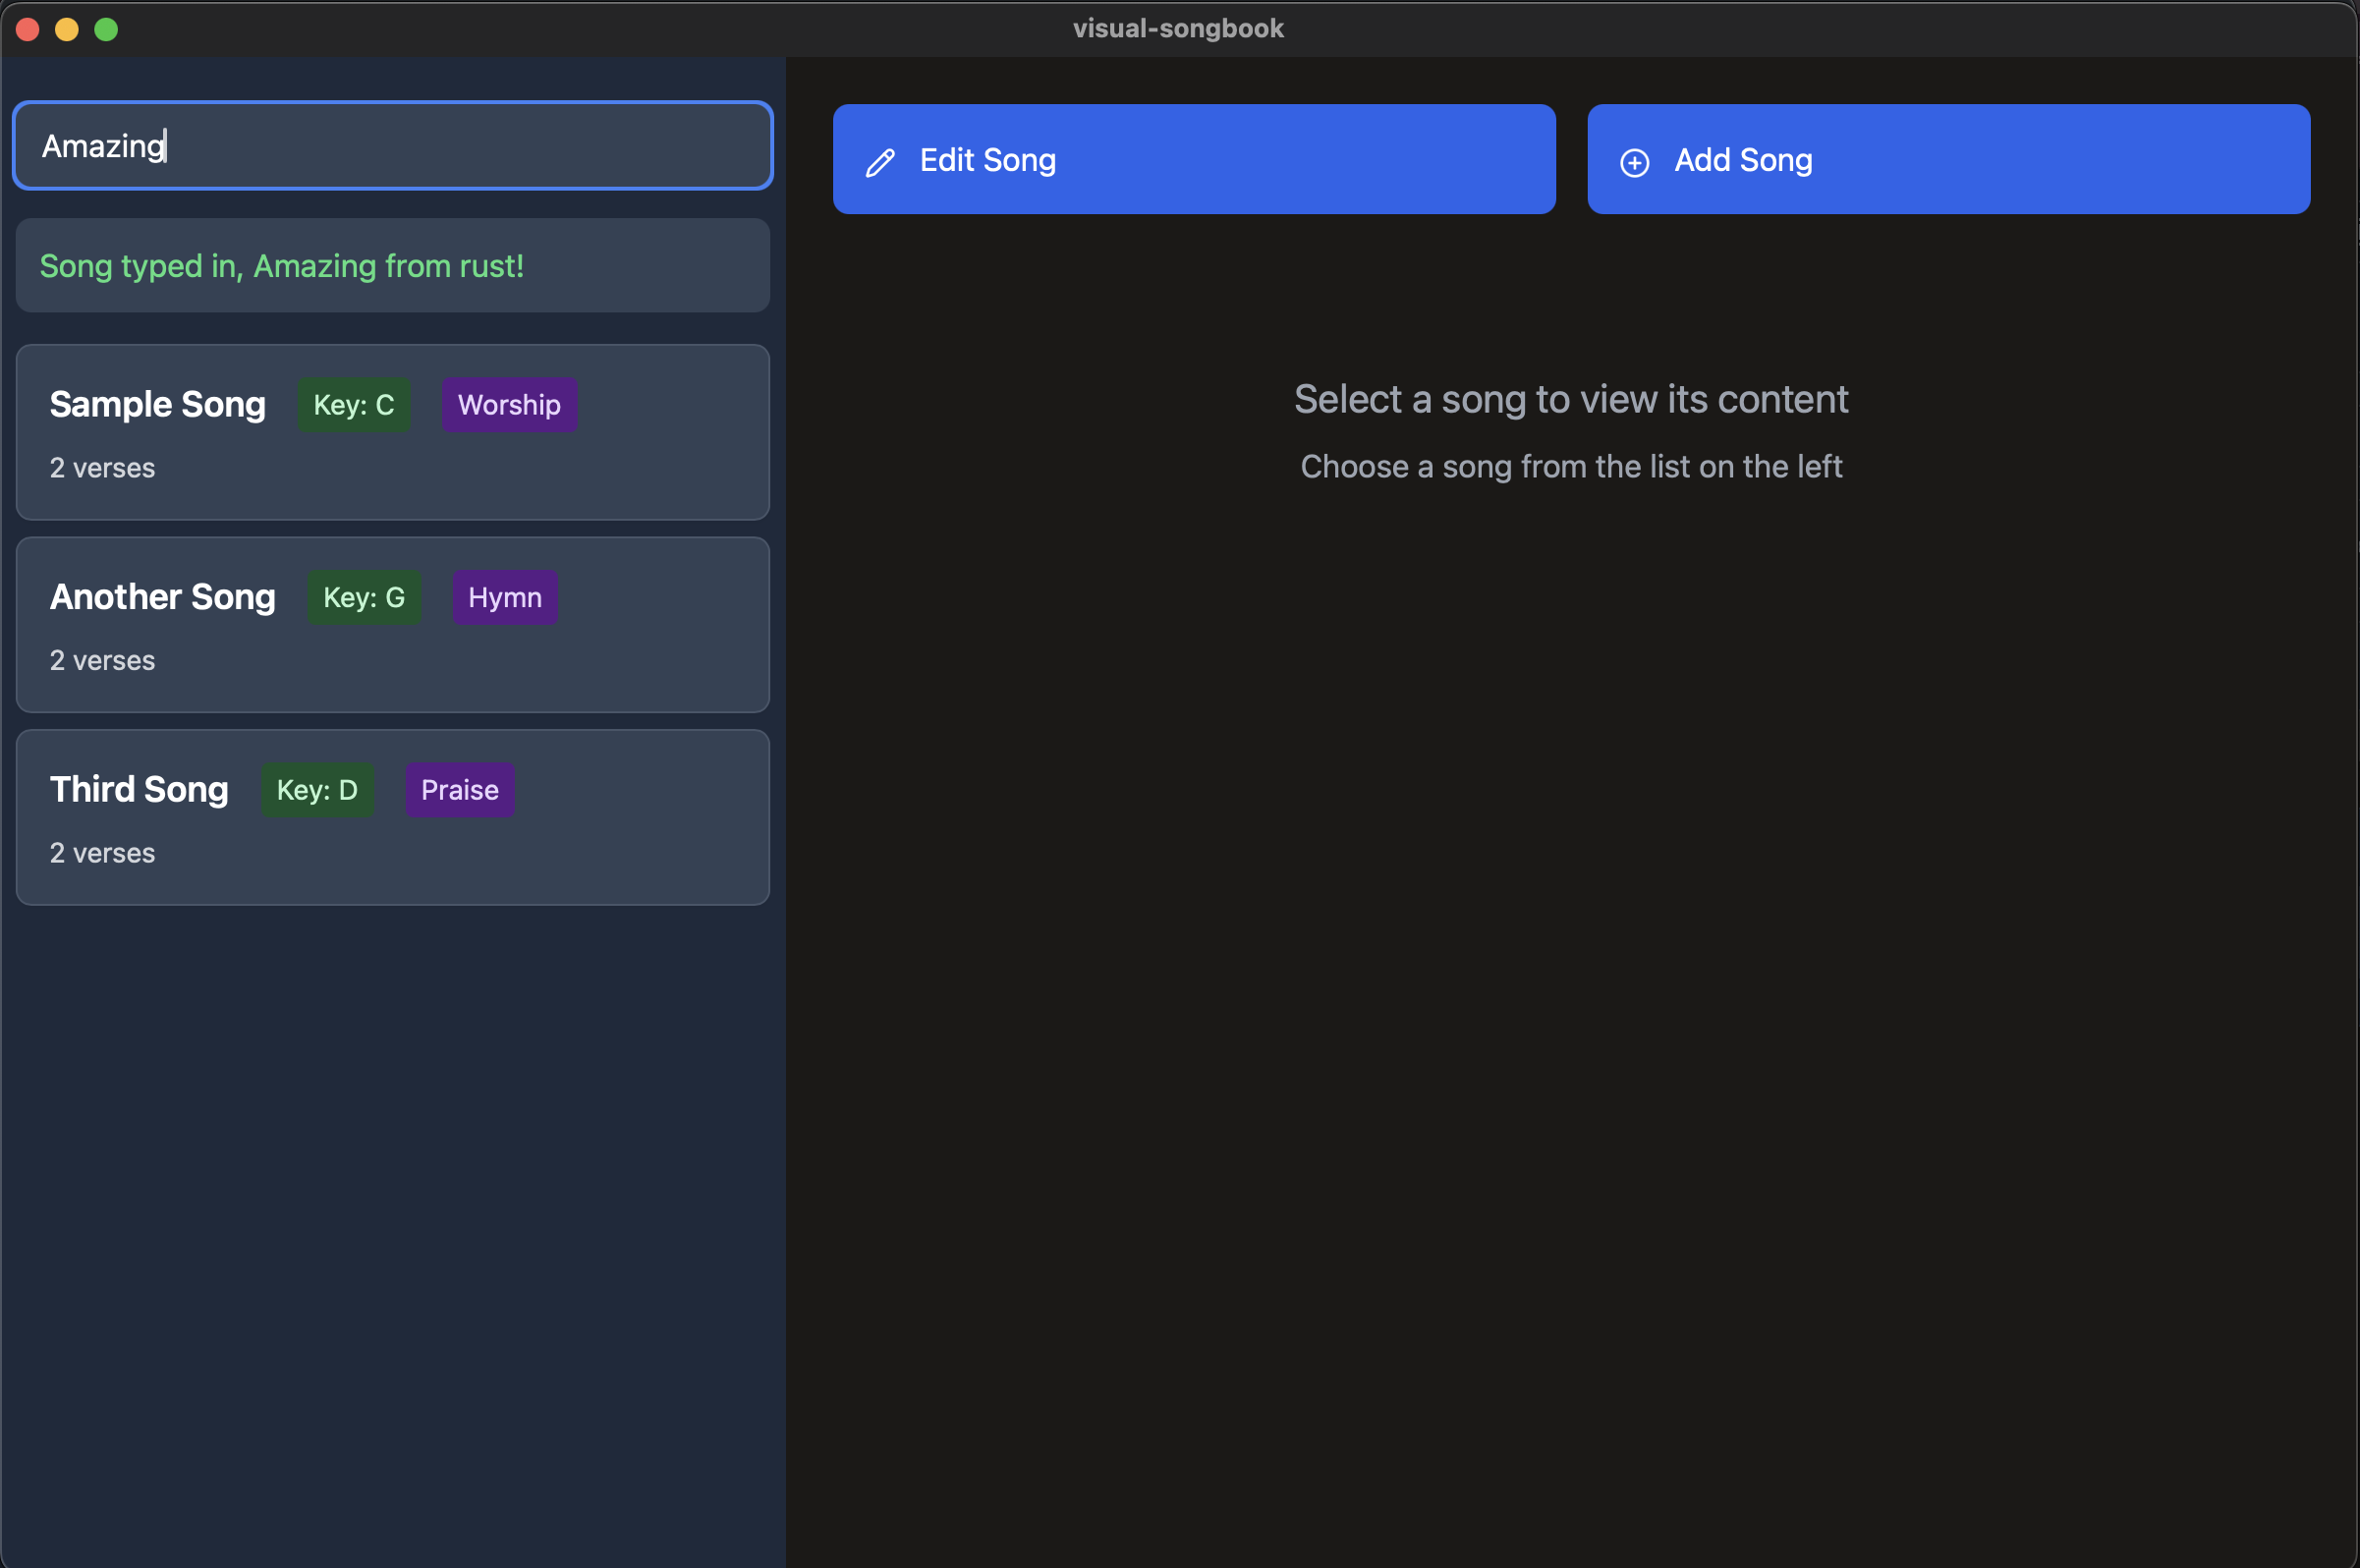 visual-songbook
Amazing
Song typed in, Amazing from rust!
Sample Song Key: C Worship
2 verses
Another Song Key: G Hymn
2 verses
Third Song Key: D Praise
2 verses
Edit Song Add Song
Select a song to view its content
Choose a song from the list on the left